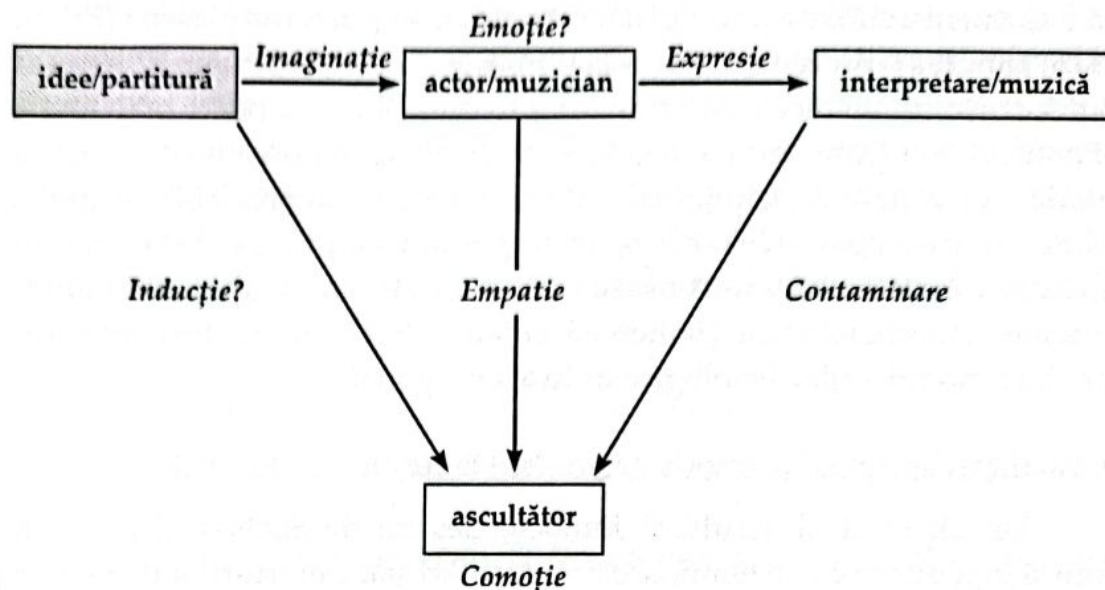 Emoție?
Imaginație
Expresie
idee/partitură
actor/muzician
interpretare/muzică
Inducție?
Empatie
Contaminare
ascultător
Comoție